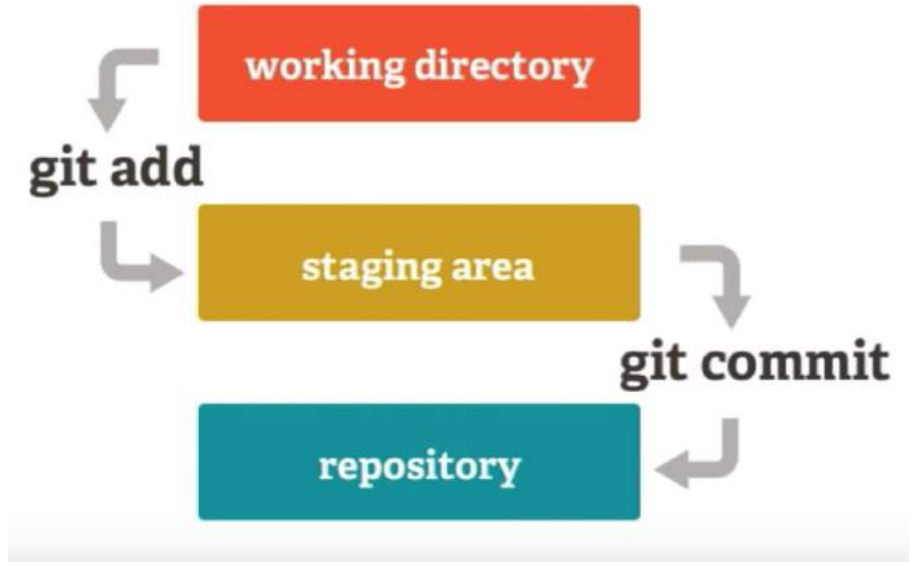 working directory
git add
staging area
git commit
repository